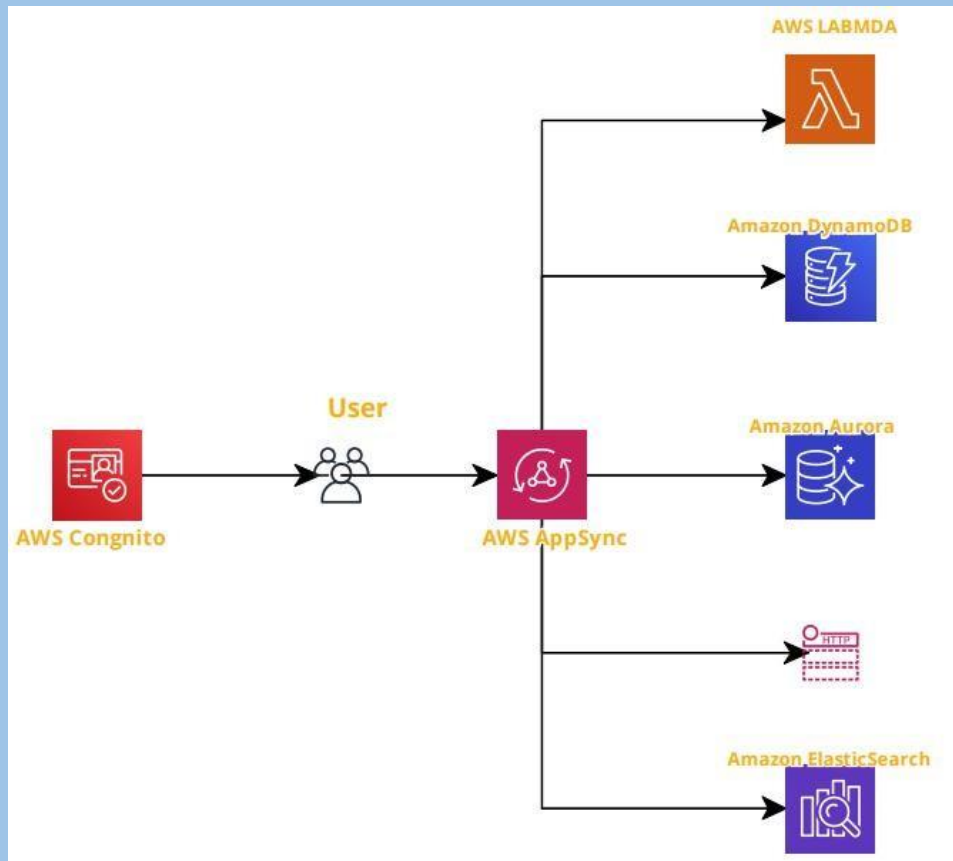 AWS LABMDA
Amazon DynamoDB
User
Amazon Aurora
AWS Congnito
AWS AppSync
HTTP
Amazon ElasticSearch